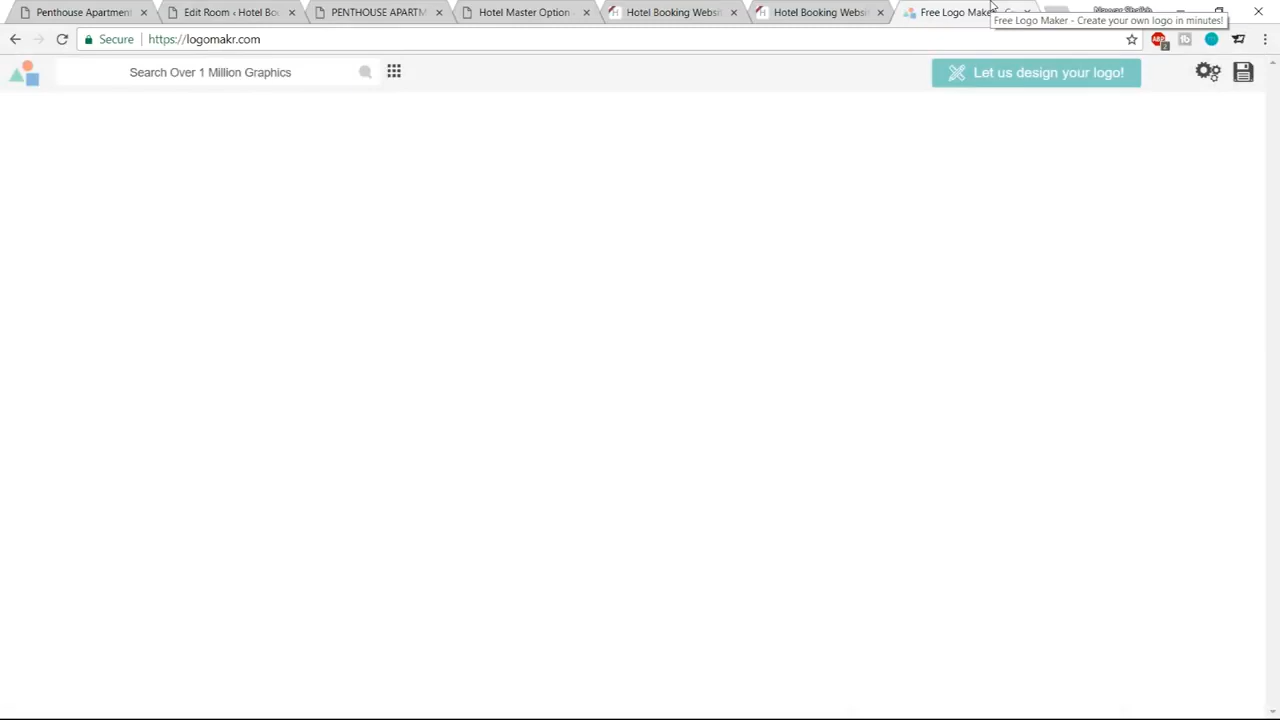 Penthouse Apartment
Edit Room ‹ Hotel Bo
PENTHOUSE APARTM
Hotel Master Option
Hotel Booking Websi
Hotel Booking Websi
Free Logo Mak
Free Logo Maker - Create your own logo in minutes!
Secure
https://logomakr.com
ABP
2
Search Over 1 Million Graphics
Let us design your logo!